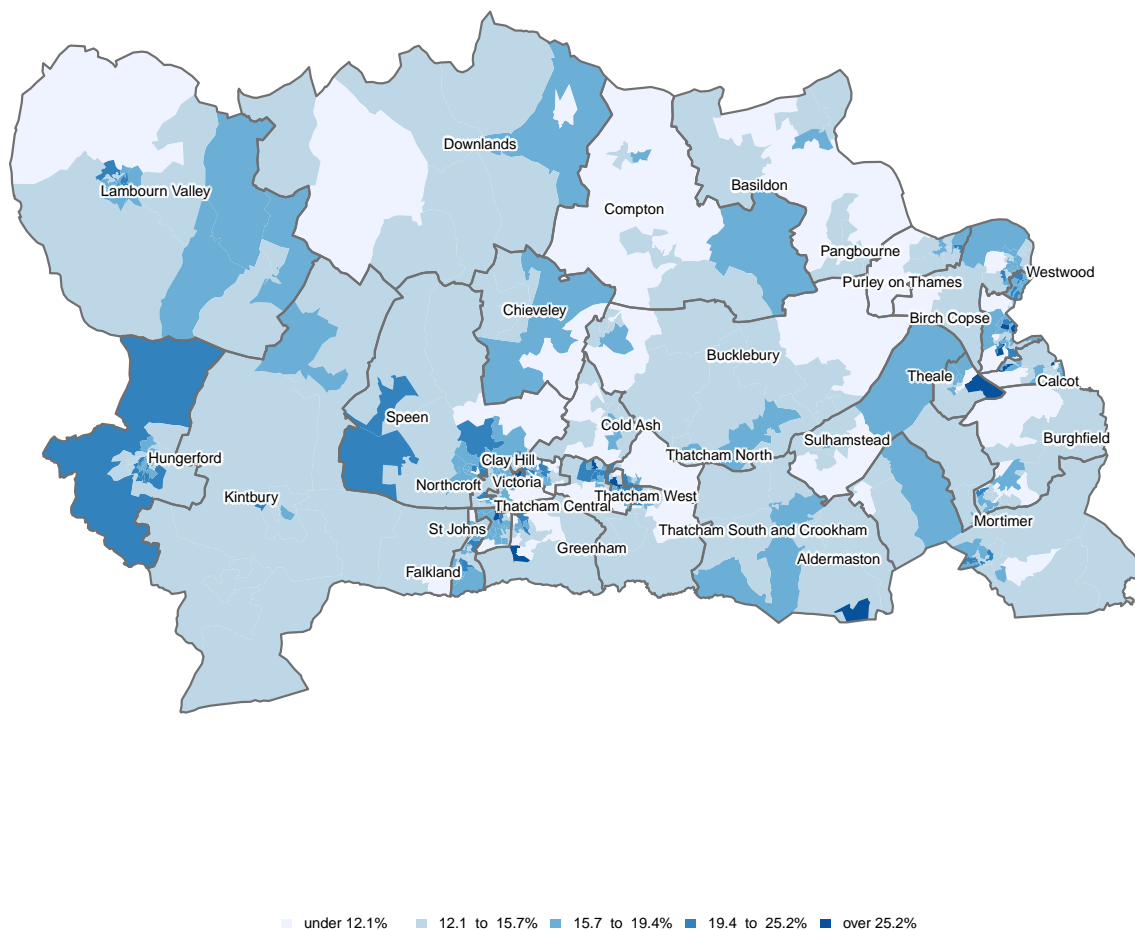 Downlands
Lambourn Valley
Basildon
Compton
Pangbourne
Westwood
Purley on Thames
Chieveley
Birch Copse
Bucklebury
Theale
Calcot
Speen
Cold Ash
Sulhamstead
Burghfield
Hungerford
Clay Hill
Thatcham North
Northcroft
Victoria
Kintbury
Thatcham West
Thatcham Central
Mortimer
St Johns
Thatcham South and Crookham
Greenham
Aldermaston
Falkland
under 12.1% 12.1 to 15.7% 15.7 to 19.4% 19.4 to 25.2% over 25.2%